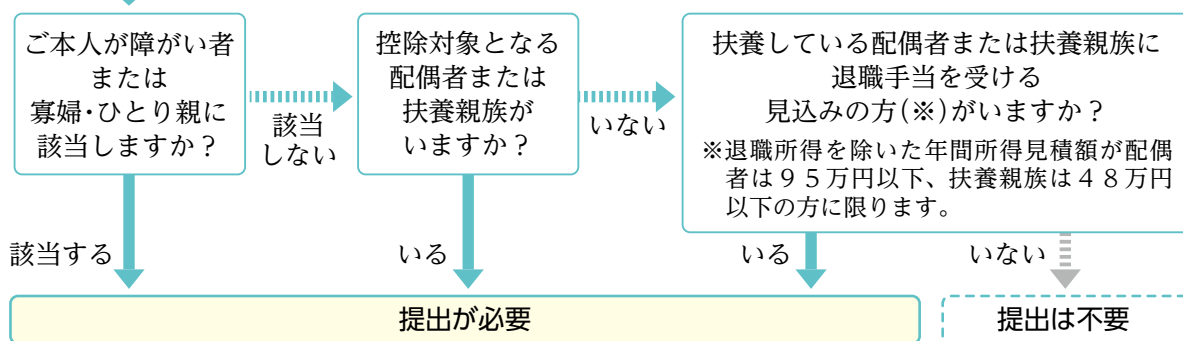 ご本人が障がい者
または
寡婦・ひとり親に
該当しますか？
該当
しない
控除対象となる
配偶者または
扶養親族が
いますか？
いない
扶養している配偶者または扶養親族に
退職手当を受ける
見込みの方(※)がいますか？
※退職所得を除いた年間所得見積額が配偶
者は９５万円以下、扶養親族は４８万円
以下の方に限ります。
該当する
いる
いる
いない
提出が必要
提出は不要